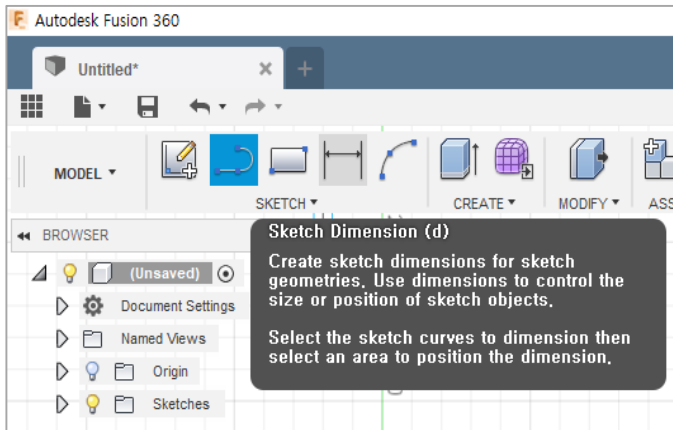 Autodesk Fusion 360
Untitled*
MODEL
SKETCH
CREATE
MODIFY
ASS
BROWSER
(Unsaved)
Document Settings
Named Views
Origin
Sketches
Sketch Dimension (d)
Create sketch dimensions for sketch
geometries. Use dimensions to control the
size or position of sketch objects.
Select the sketch curves to dimension then
select an area to position the dimension.